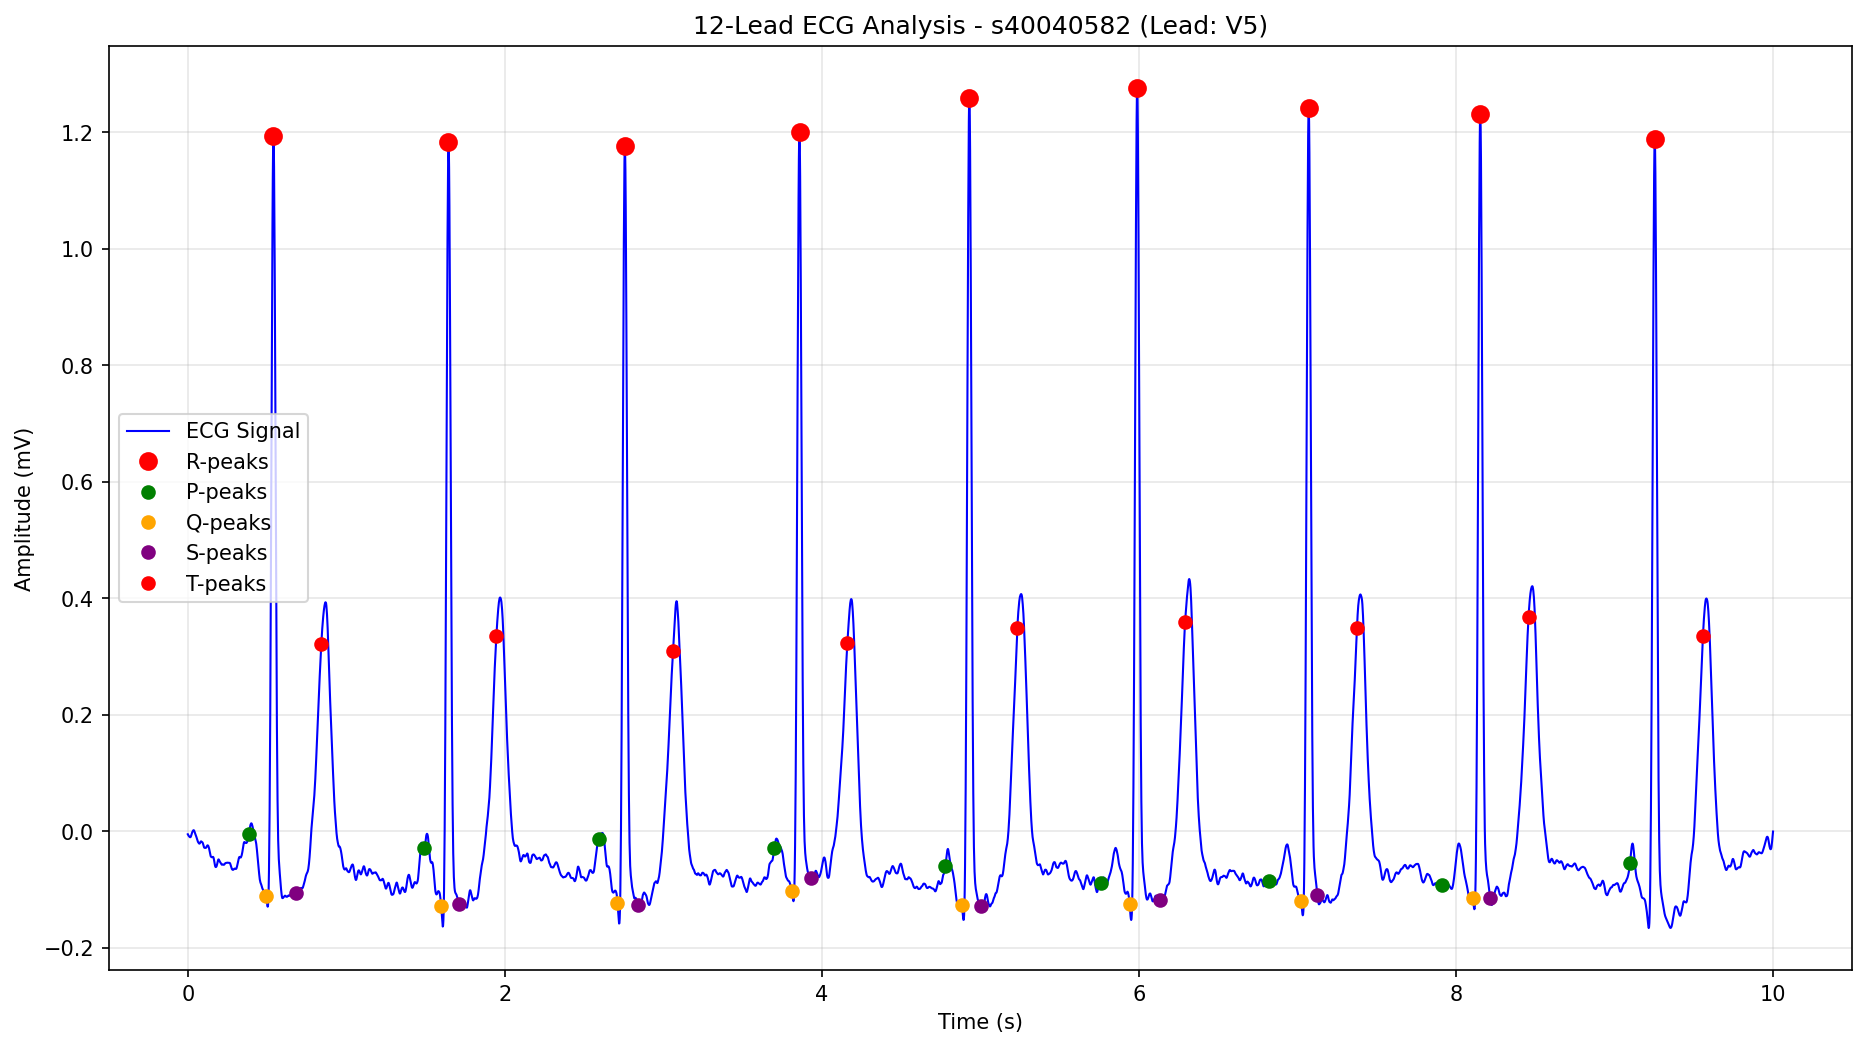 12-Lead ECG Analysis - s40040582 (Lead: V5)
Amplitude (mV)
1.2
1.0
0.8
0.6
0.4
0.2
0.0
−0.2
ECG Signal
R-peaks
P-peaks
Q-peaks
S-peaks
T-peaks
0 2 4 6 8 10
Time (s)